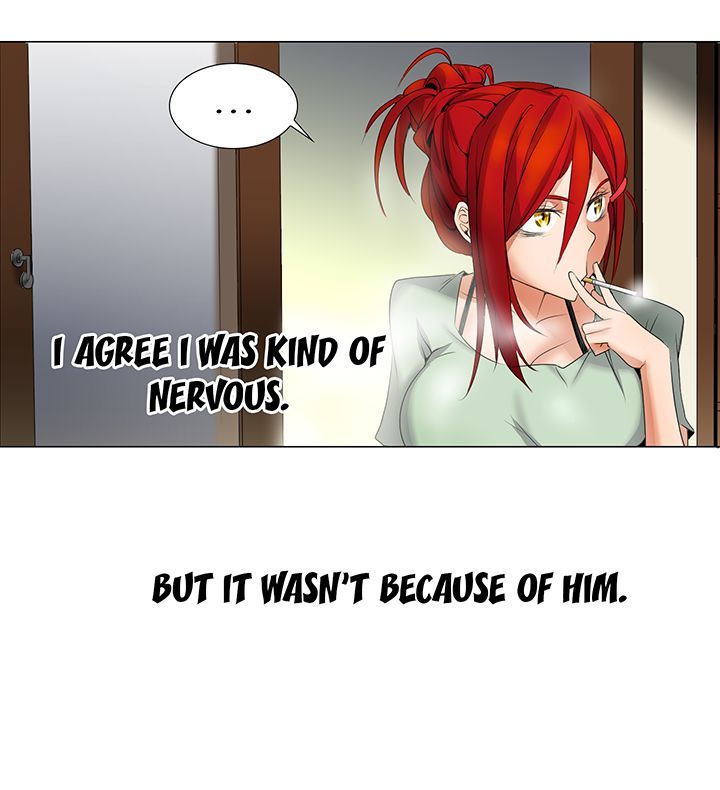 ...
I AGREE I WAS KIND OF
NERVOUS.
BUT IT WASN'T BECAUSE OF HIM.